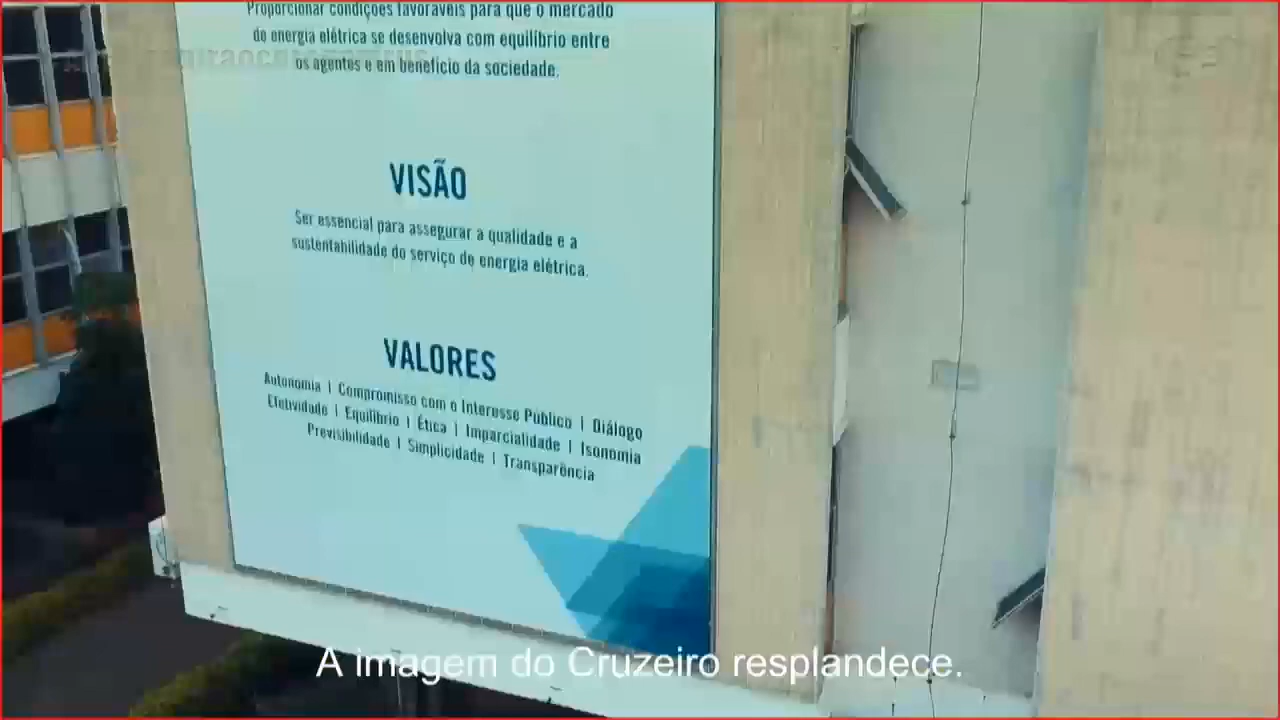 Proporcionar condições favoráveis para que o mercado
de energia elétrica se desenvolva com equilíbrio entre
os agentes e em benefício da sociedade.
VISÃO
Ser essencial para assegurar a qualidade e a
sustentabilidade do serviço de energia elétrica.
VALORES
Autonomia | Compromisso com o Interesse Público | Diálogo
Efetividade | Equilíbrio | Ética | Imparcialidade | Isonomia
Previsibilidade | Simplicidade | Transparência
A imagem do Cruzeiro resplandece.